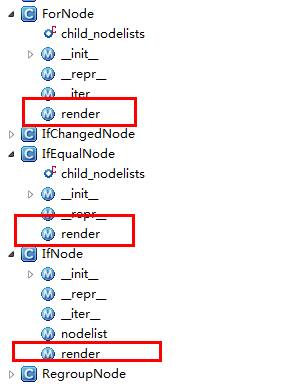 ForNode
child_nodelists
__init__
__repr__
__iter__
render
IfChangedNode
IfEqualNode
child_nodelists
__init__
__repr__
render
IfNode
__init__
__repr__
__iter__
nodelist
render
RegroupNode